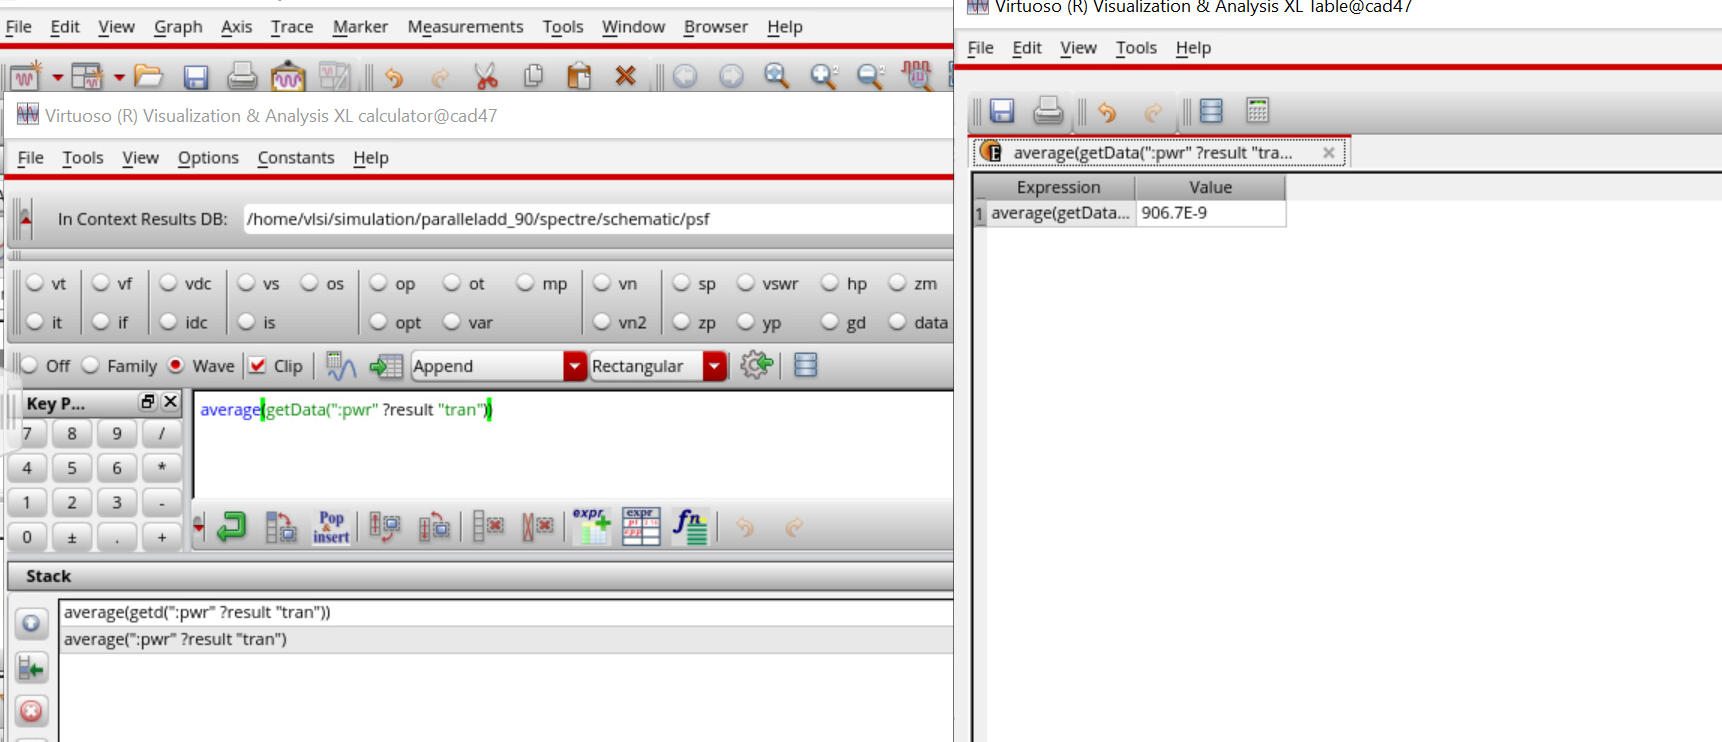 File Edit View Graph Axis Trace Marker Measurements Tools Window Browser Help
Virtuoso (R) Visualization & Analysis XL calculator@cad47
File Tools View Options Constants Help
In Context Results DB: /home/vlsi/simulation/paralleladd_90/spectre/schematic/psf
vt vf vdc vs os op ot mp vn sp vswr hp zm
it if idc is opt var vn2 zp yp gd data
Off Family Wave Clip Append Rectangular
Key P...
7 8 9 /
4 5 6 *
1 2 3 -
0 ± . +
average(getData(":pwr" ?result "tran"))
Pop & insert expr expr fn
Stack
average(getd(":pwr" ?result "tran"))
average(":pwr" ?result "tran")
Virtuoso (R) Visualization & Analysis XL Table@cad47
File Edit View Tools Help
average(getData(":pwr" ?result "tra...
Expression Value
1 average(getData... 906.7E-9